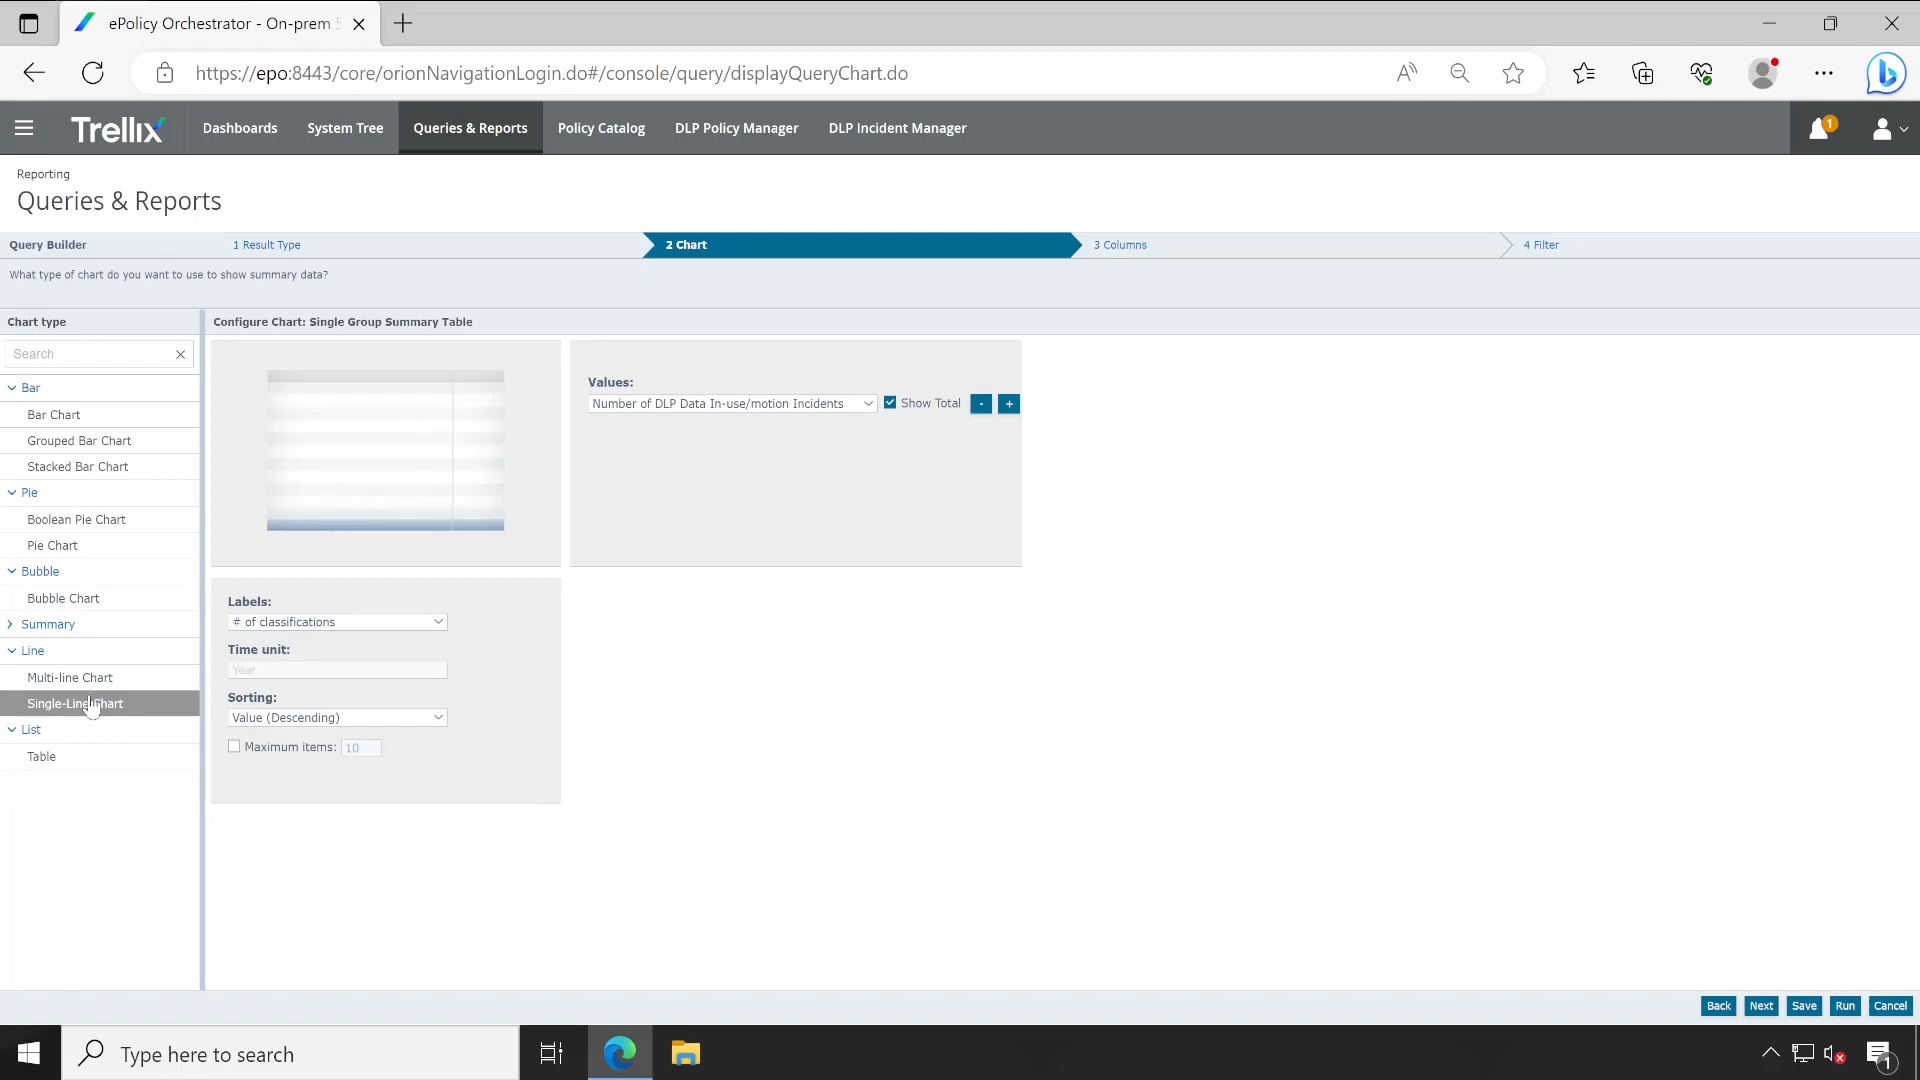 ePolicy Orchestrator - On-prem
https://epo:8443/core/orionNavigationLogin.do#/console/query/displayQueryChart.do
Trellix
Dashboards
System Tree
Queries & Reports
Policy Catalog
DLP Policy Manager
DLP Incident Manager
1
Reporting
Queries & Reports
Query Builder
1 Result Type
2 Chart
3 Columns
4 Filter
What type of chart do you want to use to show summary data?
Chart type
Configure Chart: Single Group Summary Table
Search
Bar
Bar Chart
Grouped Bar Chart
Stacked Bar Chart
Pie
Boolean Pie Chart
Pie Chart
Bubble
Bubble Chart
Summary
Line
Multi-line Chart
Single-Line Chart
List
Table
Values:
Number of DLP Data In-use/motion Incidents
Show Total
-
+
Labels:
# of classifications
Time unit:
Year
Sorting:
Value (Descending)
Maximum items:
10
Back
Next
Save
Run
Cancel
Type here to search
1